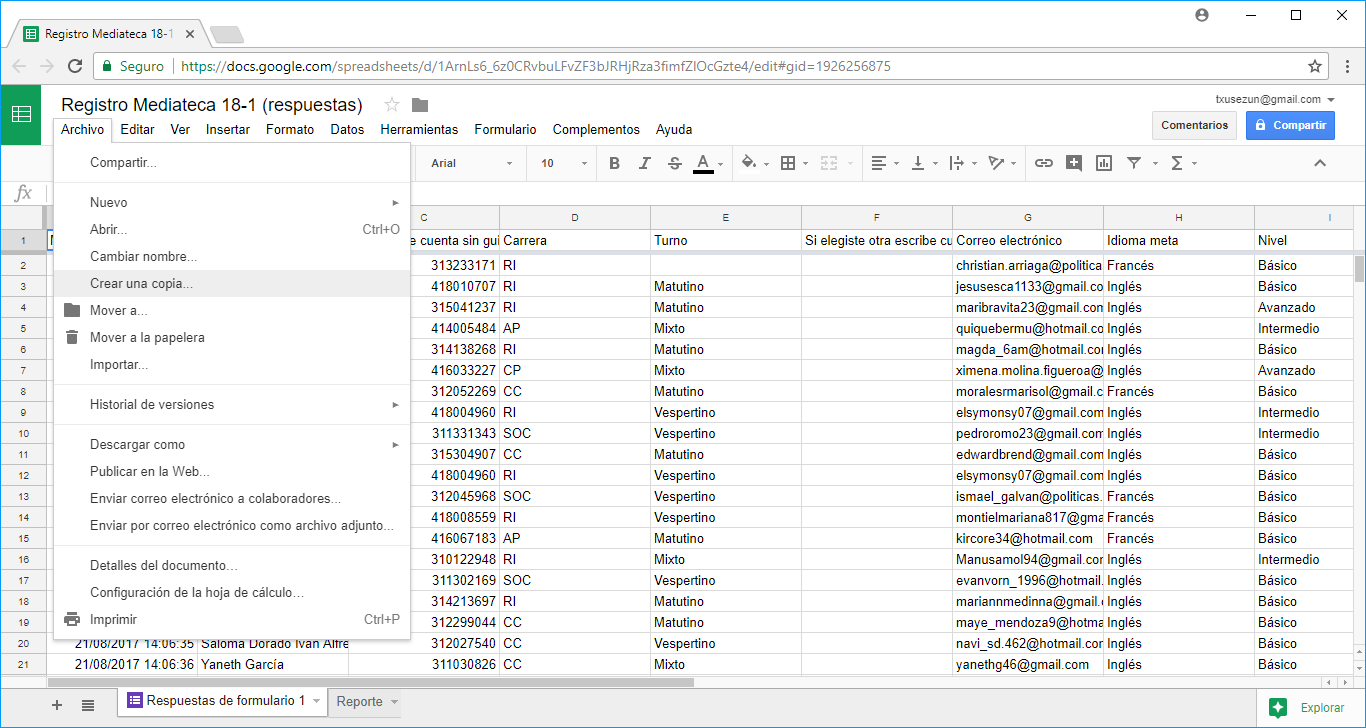 Registro Mediateca 18-1
Seguro
https://docs.google.com/spreadsheets/d/1ArnLs6_6z0CRvbuLFvZF3bJRHjRza3fimfZIOcGzte4/edit#gid=1926256875
Registro Mediateca 18-1 (respuestas)
txusezun@gmail.com
Archivo Editar Ver Insertar Formato Datos Herramientas Formulario Complementos Ayuda
Comentarios
Compartir
Arial 10 B I S A
fx
Compartir...
Nuevo
Abrir... Ctrl+O
Cambiar nombre...
Crear una copia...
Mover a...
Mover a la papelera
Importar...
Historial de versiones
Descargar como
Publicar en la Web...
Enviar correo electrónico a colaboradores...
Enviar por correo electrónico como archivo adjunto...
Detalles del documento...
Configuración de la hoja de cálculo...
Imprimir Ctrl+P
C D E F G H I
1 e cuenta sin gui Carrera Turno Si elegiste otra escribe cu Correo electrónico Idioma meta Nivel
2 313233171 RI christian.arriaga@politica Francés Básico
3 418010707 RI Matutino jesusesca1133@gmail.co Inglés Básico
4 315041237 RI Matutino maribravita23@gmail.com Inglés Avanzado
5 414005484 AP Mixto quiquebermu@hotmail.co Inglés Intermedio
6 314138268 RI Matutino magda_6am@hotmail.com Inglés Básico
7 416033227 CP Mixto ximena.molina.figueroa@ Inglés Avanzado
8 312052269 CC Matutino moralesrmarisol@gmail.c Francés Básico
9 418004960 RI Vespertino elsymonsy07@gmail.com Inglés Intermedio
10 311331343 SOC Vespertino pedroromo23@gmail.com Inglés Intermedio
11 315304907 CC Matutino edwardbrend@gmail.com Inglés Básico
12 418004960 RI Vespertino elsymonsy07@gmail.com Inglés Básico
13 312045968 SOC Vespertino ismael_galvan@politicas. Francés Básico
14 418008559 RI Vespertino montielmariana817@gma Francés Básico
15 416067183 AP Matutino kircore34@hotmail.com Francés Básico
16 310122948 RI Mixto Manusamol94@gmail.com Inglés Intermedio
17 311302169 SOC Vespertino evanvorn_1996@hotmail. Inglés Básico
18 314213697 RI Matutino mariannmedinna@gmail. Inglés Básico
19 312299044 CC Matutino maye_mendoza9@hotma Inglés Básico
20 21/08/2017 14:06:35 Saloma Dorado Iván Alfre 312027540 CC Vespertino navi_sd.462@hotmail.com Inglés Básico
21 21/08/2017 14:06:36 Yaneth García 311030826 CC Mixto yanethg46@gmail.com Inglés Básico
Respuestas de formulario 1
Reporte
Explorar